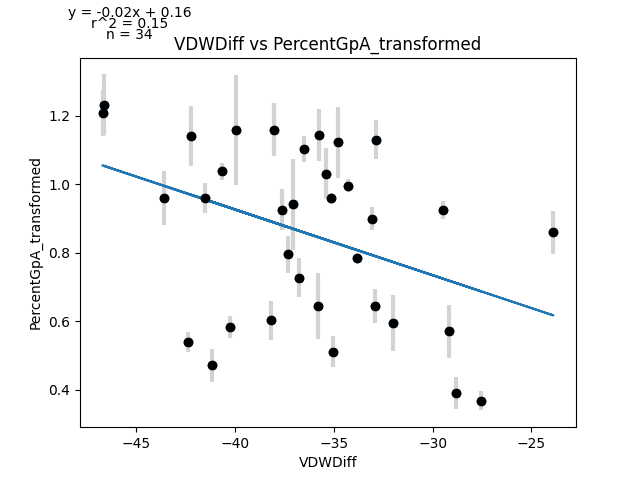 y = -0.02x + 0.16
r^2 = 0.15
n = 34
VDWDiff vs PercentGpA_transformed
1.2
1.0
0.8
0.6
0.4
PercentGpA_transformed
−45
−40
−35
−30
−25
VDWDiff